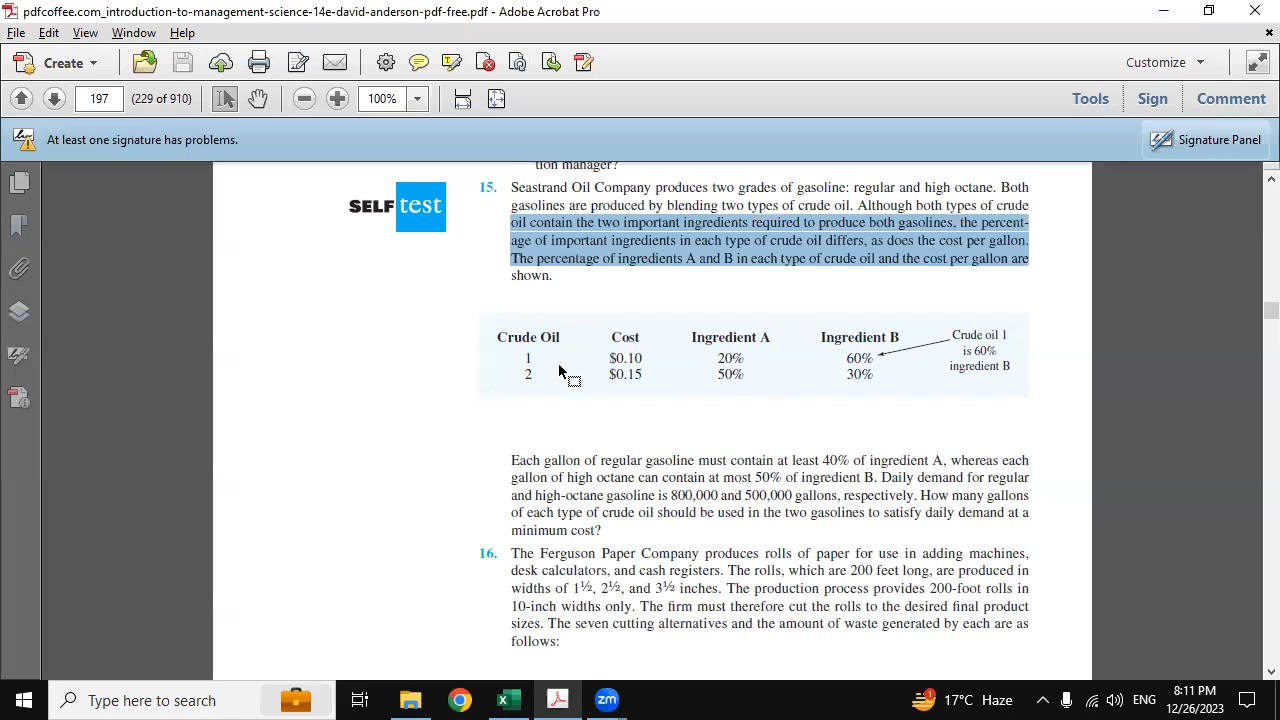 pdfcoffee.com_introduction-to-management-science-14e-david-anderson-pdf-free.pdf - Adobe Acrobat Pro
File Edit View Window Help
Create Customize
197 (229 of 910) 100% Tools Sign Comment
At least one signature has problems. Signature Panel
tion manager?
SELF test
15. Seastrand Oil Company produces two grades of gasoline: regular and high octane. Both
gasolines are produced by blending two types of crude oil. Although both types of crude
oil contain the two important ingredients required to produce both gasolines, the percent-
age of important ingredients in each type of crude oil differs, as does the cost per gallon.
The percentage of ingredients A and B in each type of crude oil and the cost per gallon are
shown.
Crude Oil Cost Ingredient A Ingredient B
1 $0.10 20% 60%
2 $0.15 50% 30%
Crude oil 1
is 60%
ingredient B
Each gallon of regular gasoline must contain at least 40% of ingredient A, whereas each
gallon of high octane can contain at most 50% of ingredient B. Daily demand for regular
and high-octane gasoline is 800,000 and 500,000 gallons, respectively. How many gallons
of each type of crude oil should be used in the two gasolines to satisfy daily demand at a
minimum cost?
16. The Ferguson Paper Company produces rolls of paper for use in adding machines,
desk calculators, and cash registers. The rolls, which are 200 feet long, are produced in
widths of 1½, 2½, and 3½ inches. The production process provides 200-foot rolls in
10-inch widths only. The firm must therefore cut the rolls to the desired final product
sizes. The seven cutting alternatives and the amount of waste generated by each are as
follows:
Type here to search
zm
1
17°C Haze
ENG
8:11 PM
12/26/2023